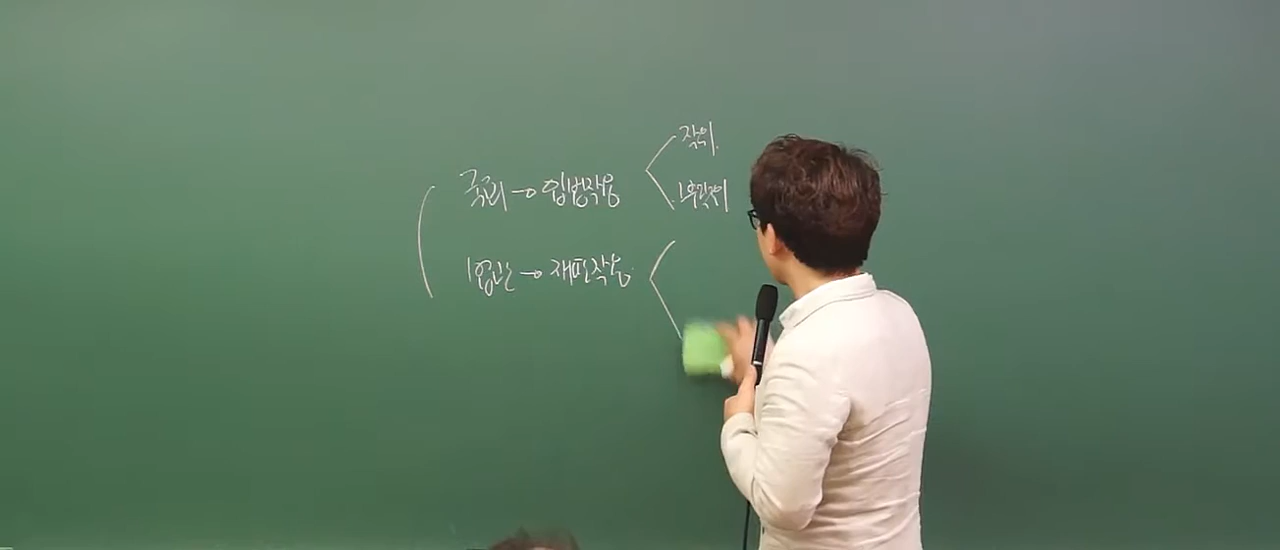 국회 → 입법작용
작위
부작위
법원 → 재판작용